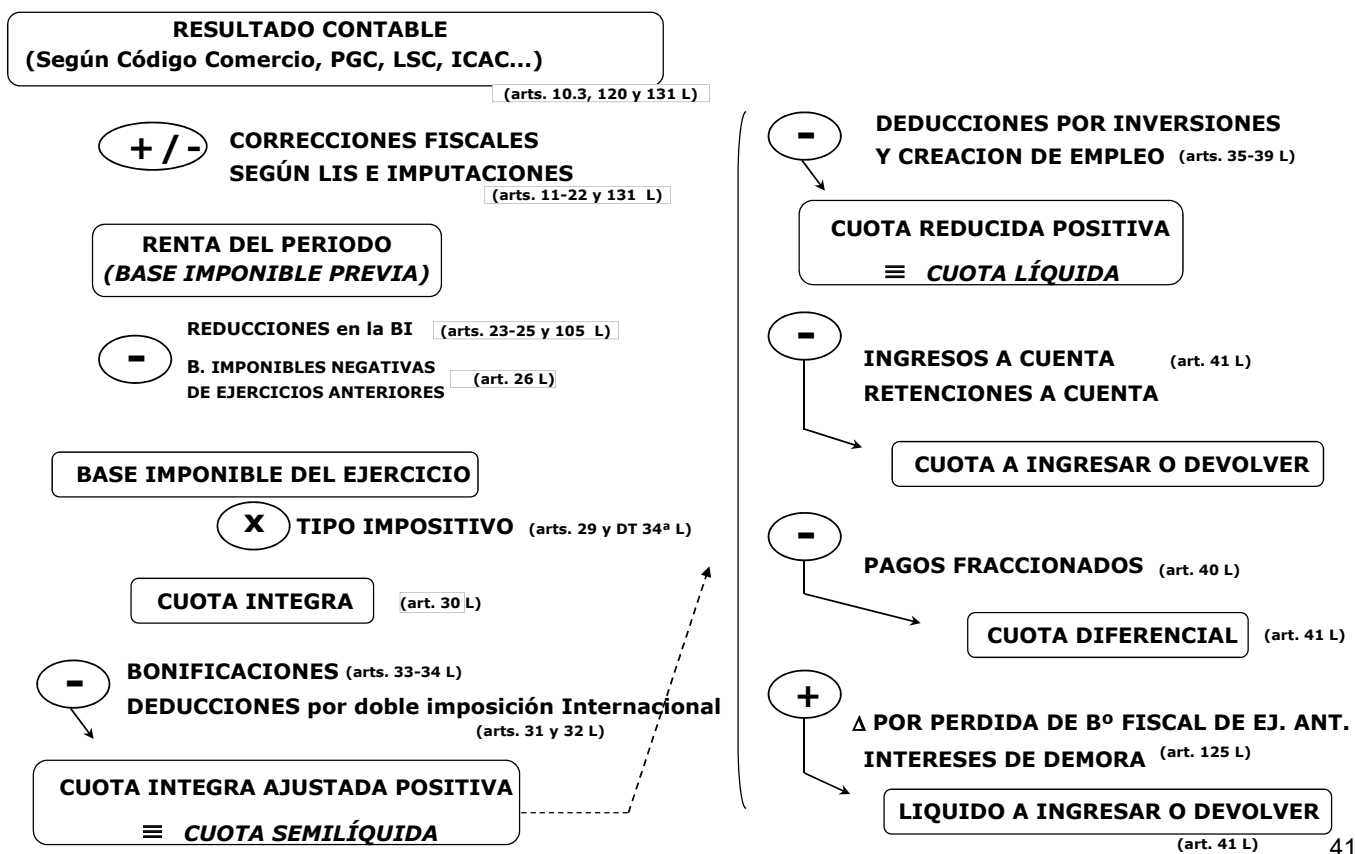 RESULTADO CONTABLE
(Según Código Comercio, PGC, LSC, ICAC...)
(arts. 10.3, 120 y 131 L)
+ / -
CORRECCIONES FISCALES
SEGÚN LIS E IMPUTACIONES
(arts. 11-22 y 131 L)
RENTA DEL PERIODO
(BASE IMPONIBLE PREVIA)
-
REDUCCIONES en la BI (arts. 23-25 y 105 L)
B. IMPONIBLES NEGATIVAS
DE EJERCICIOS ANTERIORES
(art. 26 L)
BASE IMPONIBLE DEL EJERCICIO
x TIPO IMPOSITIVO (arts. 29 y DT 34ª L)
CUOTA INTEGRA (art. 30 L)
-
BONIFICACIONES (arts. 33-34 L)
DEDUCCIONES por doble imposición Internacional
(arts. 31 y 32 L)
CUOTA INTEGRA AJUSTADA POSITIVA
≡ CUOTA SEMILÍQUIDA
-
DEDUCCIONES POR INVERSIONES
Y CREACION DE EMPLEO (arts. 35-39 L)
CUOTA REDUCIDA POSITIVA
≡ CUOTA LÍQUIDA
-
INGRESOS A CUENTA (art. 41 L)
RETENCIONES A CUENTA
CUOTA A INGRESAR O DEVOLVER
-
PAGOS FRACCIONADOS (art. 40 L)
CUOTA DIFERENCIAL (art. 41 L)
+
Δ POR PERDIDA DE Bº FISCAL DE EJ. ANT.
INTERESES DE DEMORA (art. 125 L)
LIQUIDO A INGRESAR O DEVOLVER
(art. 41 L)
41